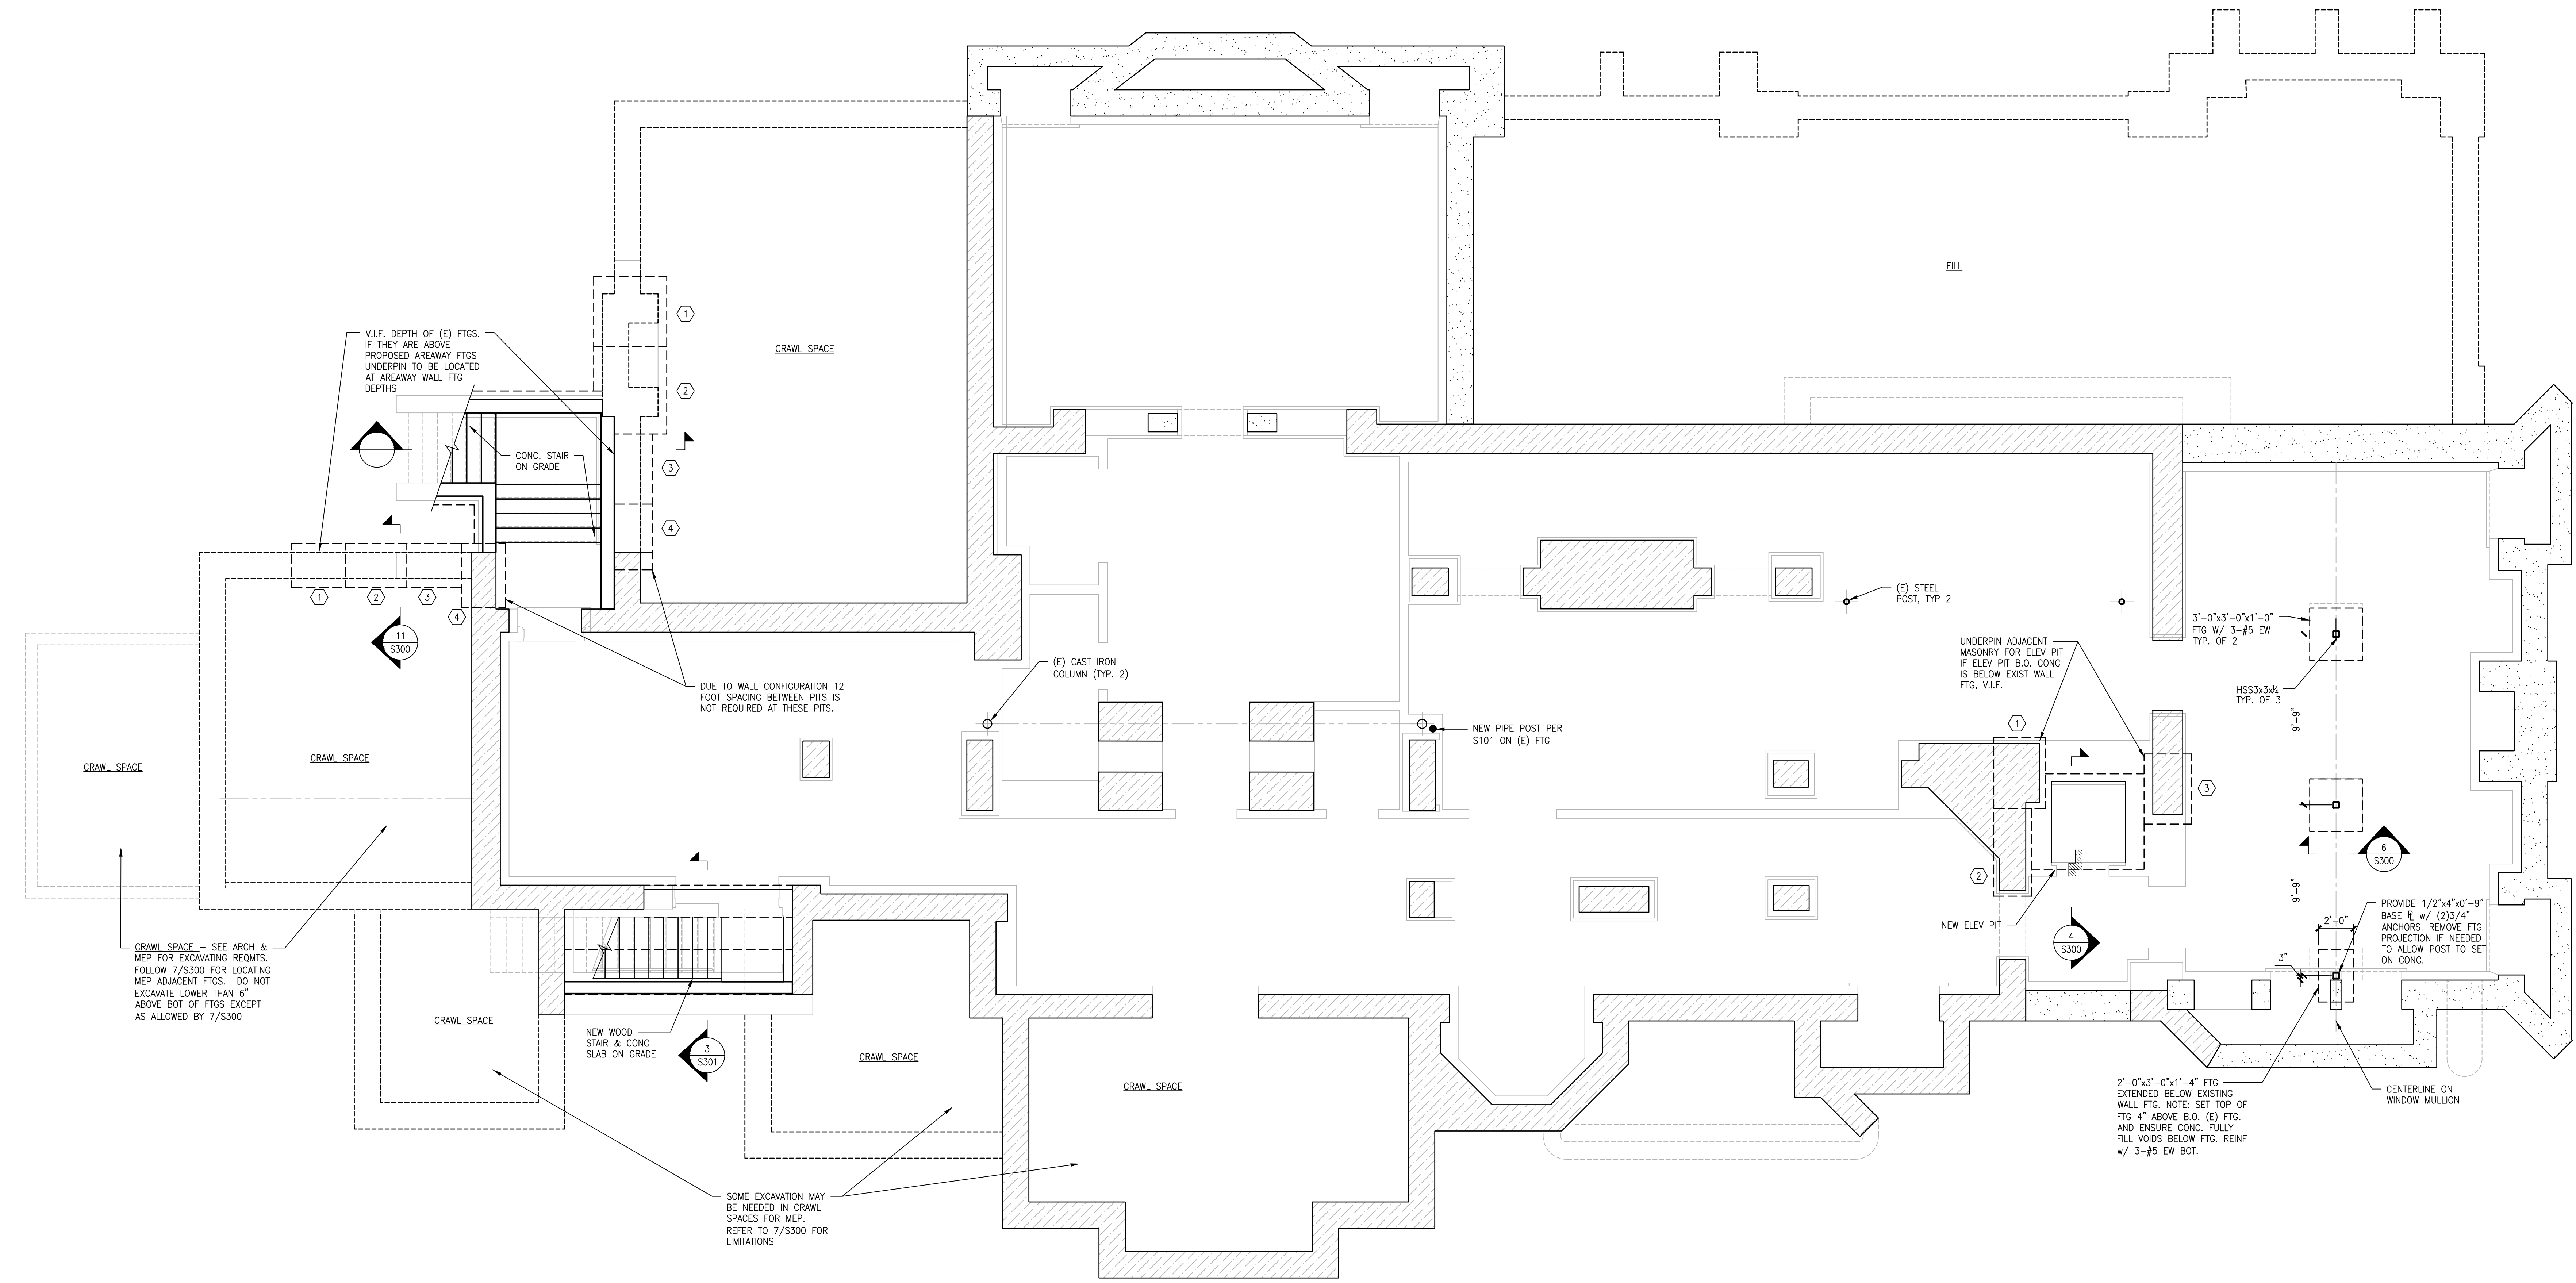 FILL
1
V.I.F. DEPTH OF (E) FTGS.
IF THEY ARE ABOVE
PROPOSED AREAWAY FTGS
UNDERPIN TO BE LOCATED
AT AREAWAY WALL FTG
DEPTHS
CRAWL SPACE
2
CONC. STAIR
ON GRADE
3
4
1
2
3
4
11
S300
(E) STEEL
POST, TYP 2
3'-0"x3'-0"x1'-0"
FTG W/ 3-#5 EW
TYP. OF 2
UNDERPIN ADJACENT
MASONRY FOR ELEV PIT
IF ELEV PIT B.O. CONC
IS BELOW EXIST WALL
FTG, V.I.F.
(E) CAST IRON
COLUMN (TYP. 2)
DUE TO WALL CONFIGURATION 12
FOOT SPACING BETWEEN PITS IS
NOT REQUIRED AT THESE PITS.
HSS3x3x¼
TYP. OF 3
9'-9"
1
NEW PIPE POST PER
S101 ON (E) FTG
CRAWL SPACE
CRAWL SPACE
3
6
S300
2
9'-9"
PROVIDE 1/2"x4"x0'-9"
BASE PL w/ (2)3/4"
ANCHORS. REMOVE FTG
PROJECTION IF NEEDED
TO ALLOW POST TO SET
ON CONC.
2'-0"
NEW ELEV PIT
4
S300
3"
CRAWL SPACE - SEE ARCH &
MEP FOR EXCAVATING REQMTS.
FOLLOW 7/S300 FOR LOCATING
MEP ADJACENT FTGS. DO NOT
EXCAVATE LOWER THAN 6"
ABOVE BOT OF FTGS EXCEPT
AS ALLOWED BY 7/S300
CRAWL SPACE
NEW WOOD
STAIR & CONC
SLAB ON GRADE
3
S301
CRAWL SPACE
CRAWL SPACE
2'-0"x3'-0"x1'-4" FTG
EXTENDED BELOW EXISTING
WALL FTG. NOTE: SET TOP OF
FTG 4" ABOVE B.O. (E) FTG.
AND ENSURE CONC. FULLY
FILL VOIDS BELOW FTG. REINF
w/ 3-#5 EW BOT.
CENTERLINE ON
WINDOW MULLION
SOME EXCAVATION MAY
BE NEEDED IN CRAWL
SPACES FOR MEP.
REFER TO 7/S300 FOR
LIMITATIONS